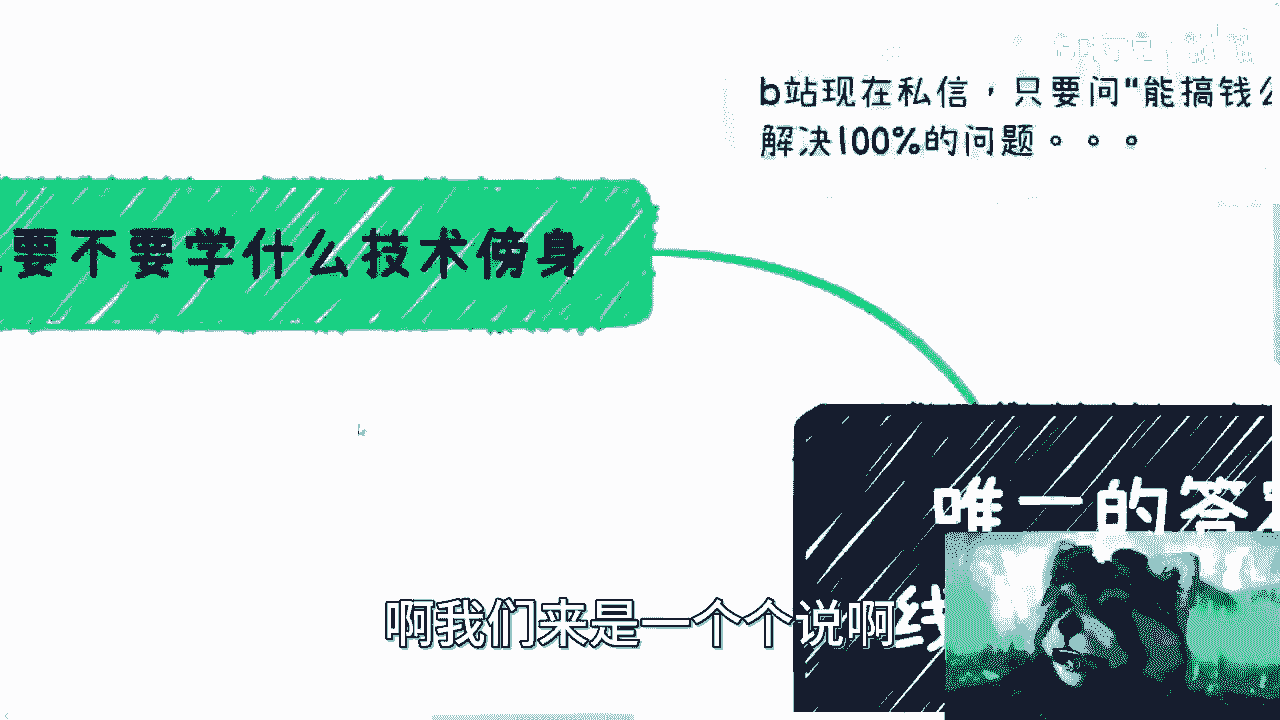 b站现在私信，只要问"能搞钱
解决100%的问题。。。
要不要学什么技术傍身
唯一的答
啊我们来是一个个说啊